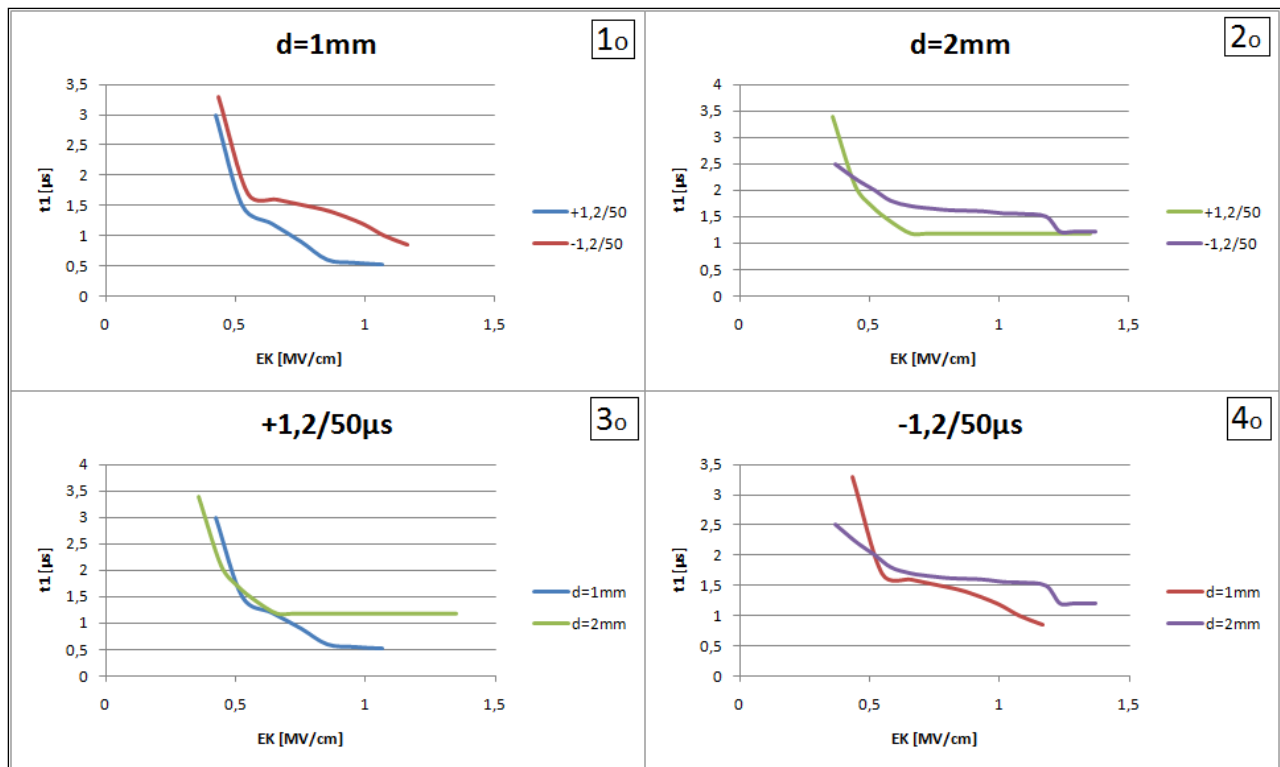 d=1mm
1o
3,5
3
2,5
2
1,5
1
0,5
0
t1 [µs]
0 0,5 1 1,5
EK [MV/cm]
+1,2/50
-1,2/50
d=2mm
2o
4
3,5
3
2,5
2
1,5
1
0,5
0
t1 [µs]
0 0,5 1 1,5
EK [MV/cm]
+1,2/50
-1,2/50
+1,2/50µs
3o
4
3,5
3
2,5
2
1,5
1
0,5
0
t1 [µs]
0 0,5 1 1,5
EK [MV/cm]
d=1mm
d=2mm
-1,2/50µs
4o
3,5
3
2,5
2
1,5
1
0,5
0
t1 [µs]
0 0,5 1 1,5
EK [MV/cm]
d=1mm
d=2mm